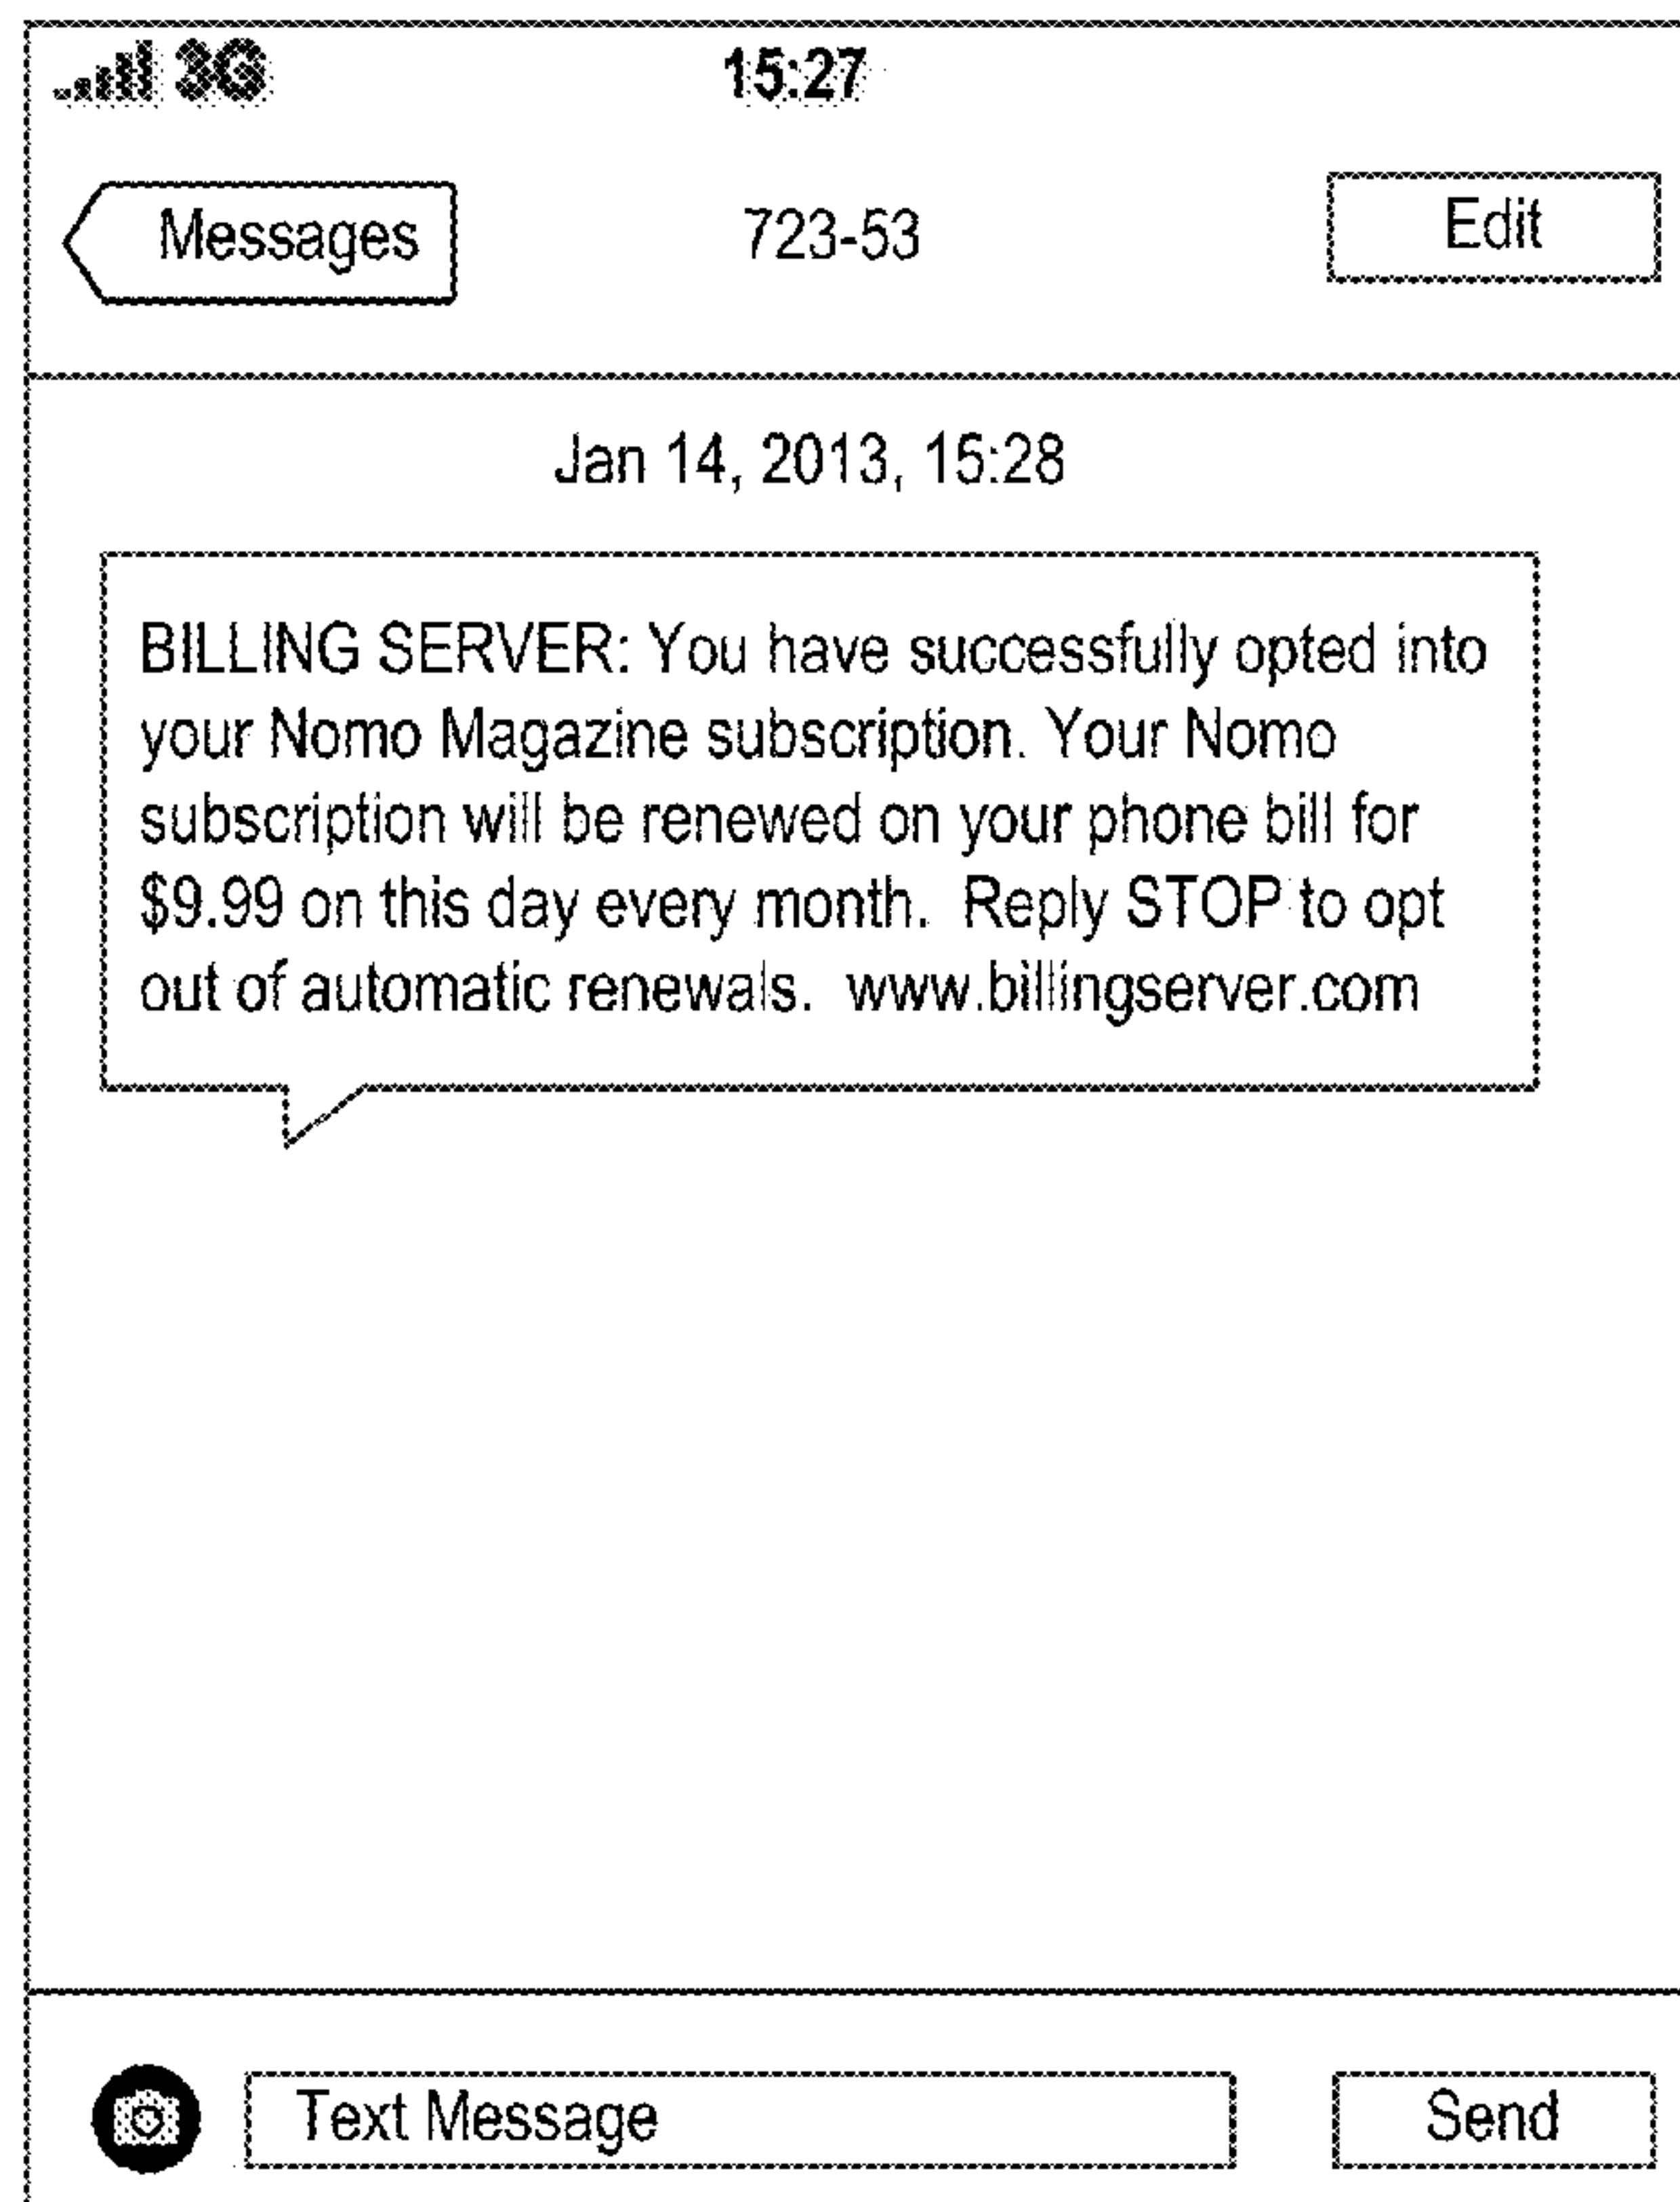 3G 15:27
Messages 723-53 Edit
Jan 14, 2013, 15:28
BILLING SERVER: You have successfully opted into
your Nomo Magazine subscription. Your Nomo
subscription will be renewed on your phone bill for
$9.99 on this day every month.  Reply STOP to opt
out of automatic renewals.  www.billingserver.com
Text Message Send